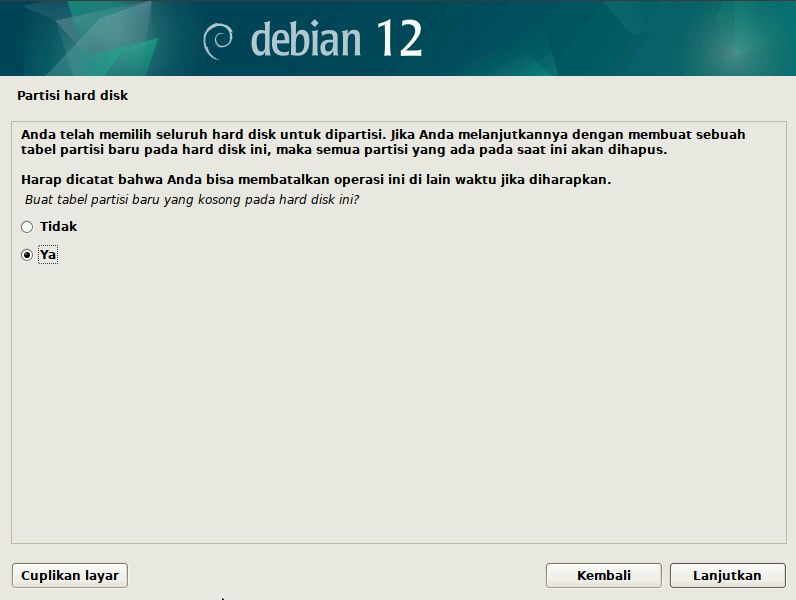 debian 12
Partisi hard disk
Anda telah memilih seluruh hard disk untuk dipartisi. Jika Anda melanjutkannya dengan membuat sebuah
tabel partisi baru pada hard disk ini, maka semua partisi yang ada pada saat ini akan dihapus.
Harap dicatat bahwa Anda bisa membatalkan operasi ini di lain waktu jika diharapkan.
Buat tabel partisi baru yang kosong pada hard disk ini?
Tidak
Ya
Cuplikan layar
Kembali
Lanjutkan